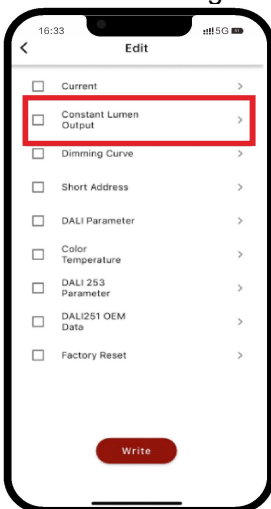 16:33 5G
Edit
Current
Constant Lumen
Output
Dimming Curve
Short Address
DALI Parameter
Color
Temperature
DALI 253
Parameter
DALI251 OEM
Data
Factory Reset
Write